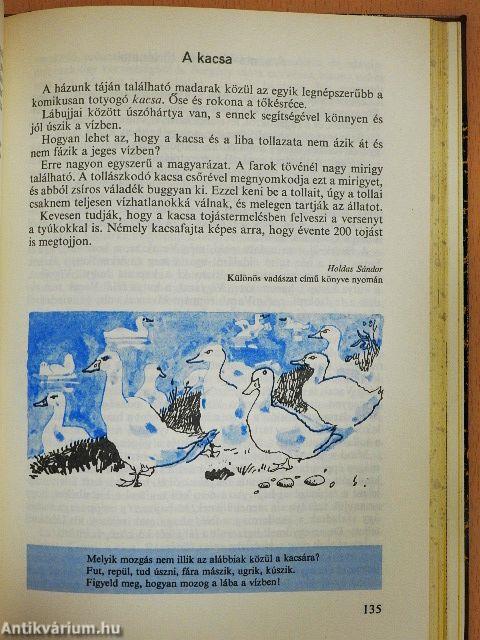 A kacsa
A házunk táján található madarak közül az egyik legnépszerűbb a
komikusan totyogó kacsa. Őse és rokona a tőkésréce.
Lábujjai között úszóhártya van, s ennek segítségével könnyen és
jól úszik a vízben.
Hogyan lehet az, hogy a kacsa és a liba tollazata nem ázik át és
nem fázik a jeges vízben?
Erre nagyon egyszerű a magyarázat. A farok tövénél nagy mirigy
található. A tollászkodó kacsa csőrével megnyomkodja ezt a mirigyet,
és abból zsíros váladék buggyan ki. Ezzel keni be a tollait, úgy a tollai
csaknem teljesen vízhatlanokká válnak, és melegen tartják az állatot.
Kevesen tudják, hogy a kacsa tojástermelésben felveszi a versenyt
a tyúkokkal is. Némely kacsafajta képes arra, hogy évente 200 tojást
is megtojjon.
Holdas Sándor
Különös vadászat című könyve nyomán
Melyik mozgás nem illik az alábbiak közül a kacsára?
Fut, repül, tud úszni, fára mászik, ugrik, kúszik.
Figyeld meg, hogyan mozog a lába a vízben!
135
Antikvárium.hu